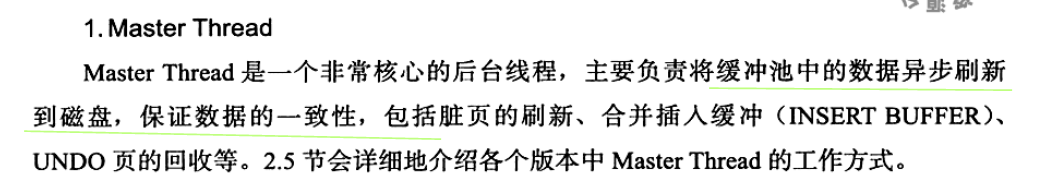 1. Master Thread
Master Thread 是一个非常核心的后台线程，主要负责将缓冲池中的数据异步刷新
到磁盘，保证数据的一致性，包括脏页的刷新、合并插入缓冲（INSERT BUFFER）、
UNDO 页的回收等。2.5 节会详细地介绍各个版本中 Master Thread 的工作方式。